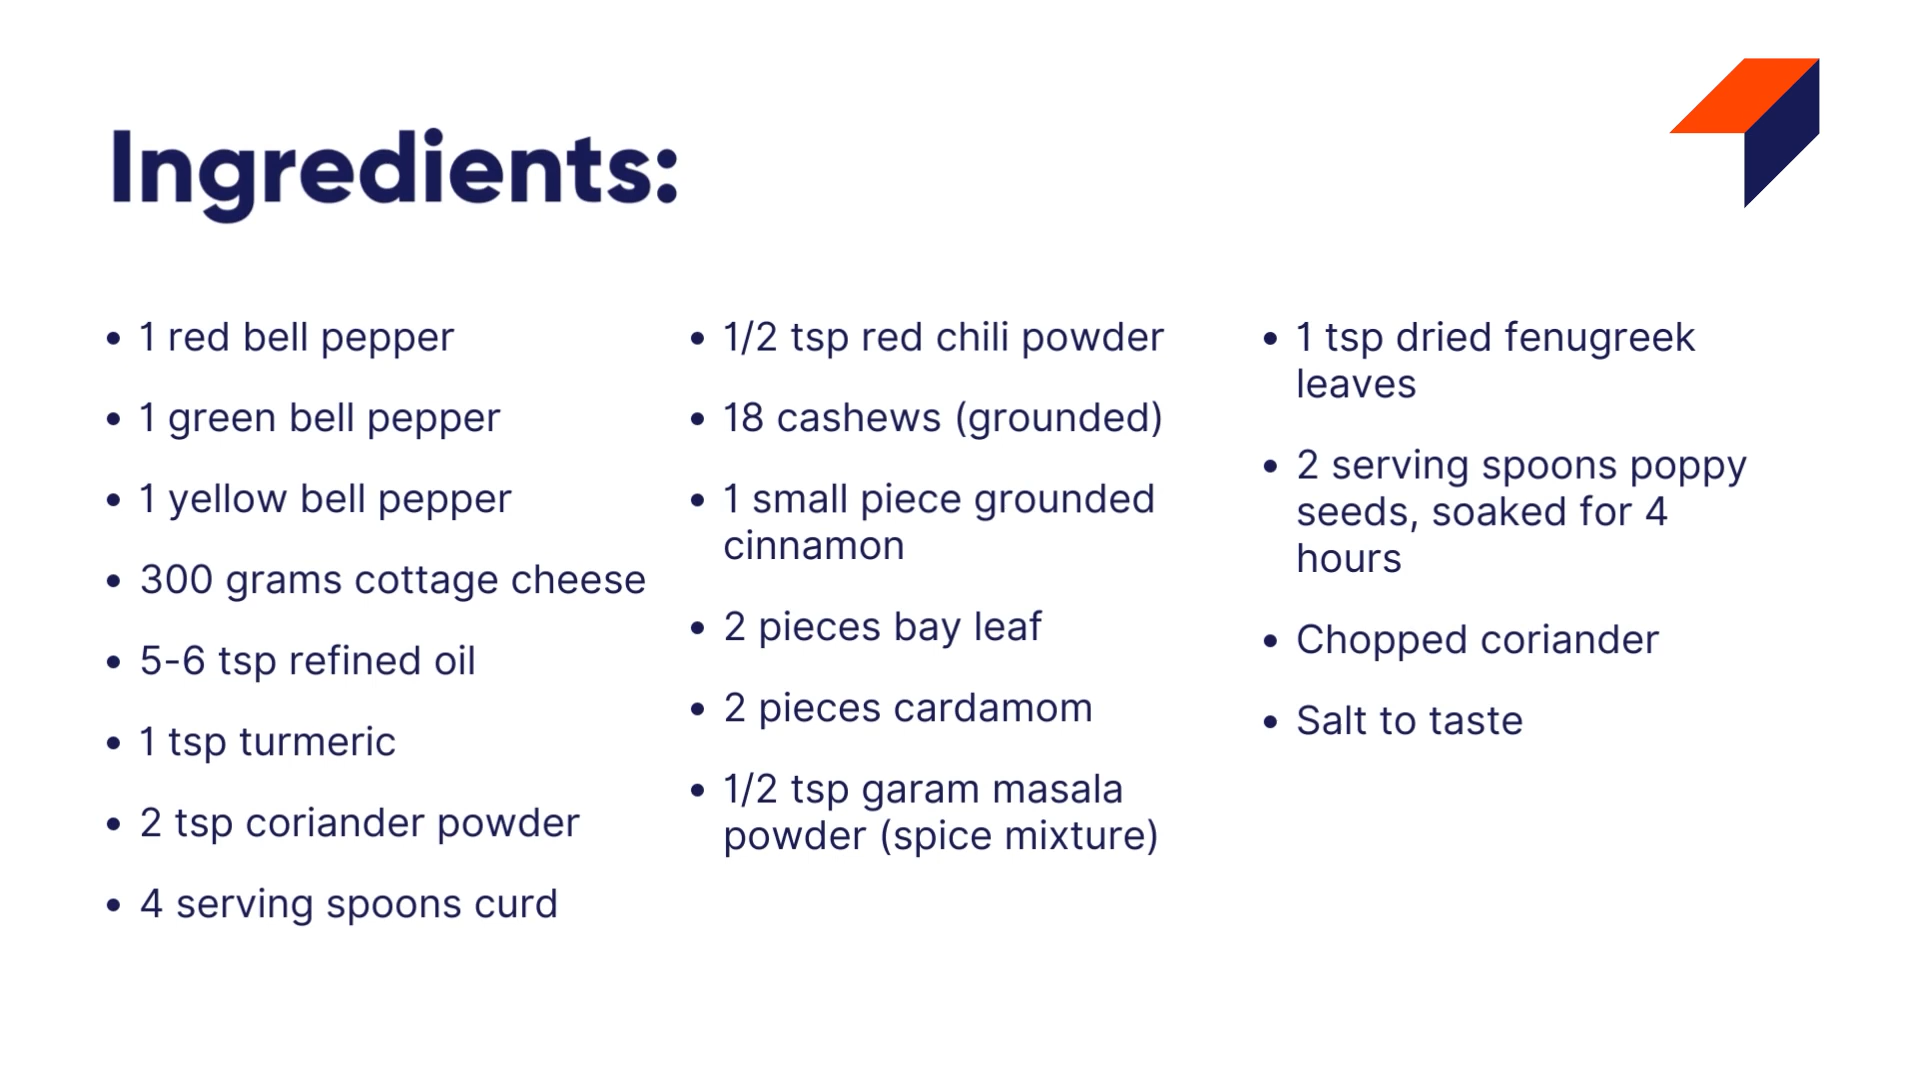 Ingredients:
• 1 red bell pepper
• 1 green bell pepper
• 1 yellow bell pepper
• 300 grams cottage cheese
• 5-6 tsp refined oil
• 1 tsp turmeric
• 2 tsp coriander powder
• 4 serving spoons curd
• 1/2 tsp red chili powder
• 18 cashews (grounded)
• 1 small piece grounded
cinnamon
• 2 pieces bay leaf
• 2 pieces cardamom
• 1/2 tsp garam masala
powder (spice mixture)
• 1 tsp dried fenugreek
leaves
• 2 serving spoons poppy
seeds, soaked for 4
hours
• Chopped coriander
• Salt to taste